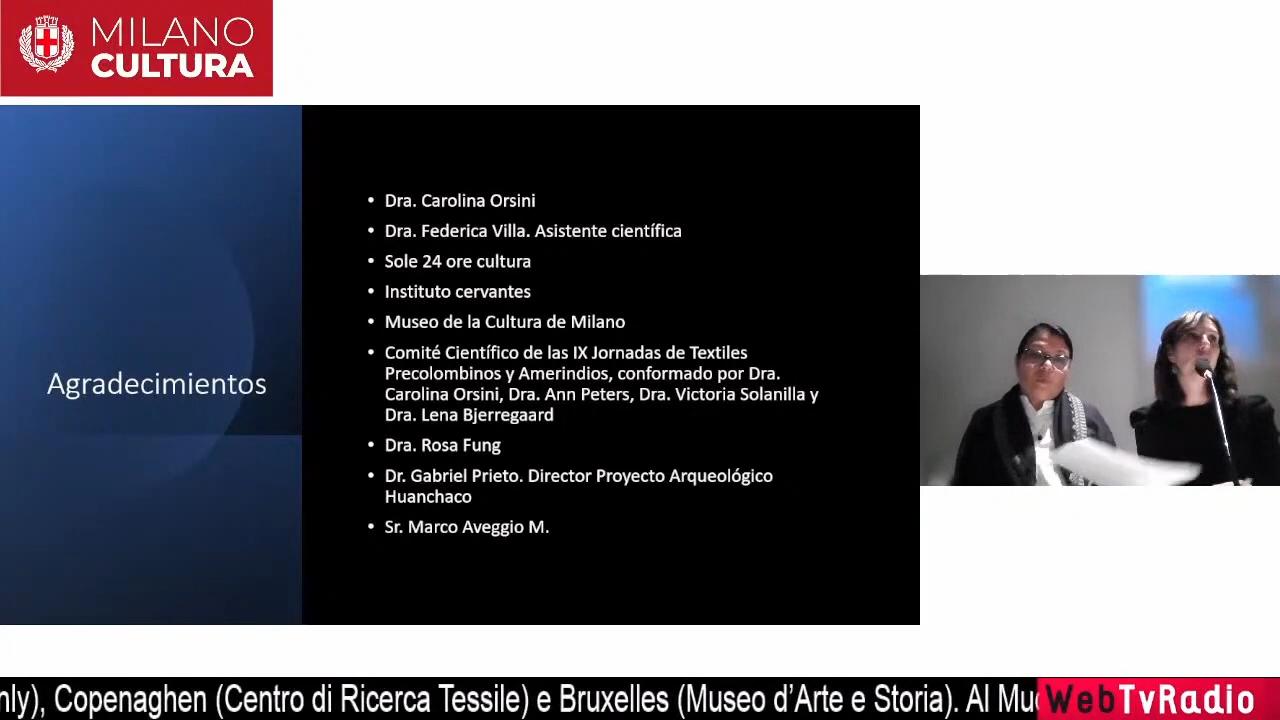 MILANO
CULTURA
Agradecimientos
• Dra. Carolina Orsini
• Dra. Federica Villa. Asistente científica
• Sole 24 ore cultura
• Instituto cervantes
• Museo de la Cultura de Milano
• Comité Científico de las IX Jornadas de Textiles
Precolombinos y Amerindios, conformado por Dra.
Carolina Orsini, Dra. Ann Peters, Dra. Victoria Solanilla y
Dra. Lena Bjerregaard
• Dra. Rosa Fung
• Dr. Gabriel Prieto. Director Proyecto Arqueológico
Huanchaco
• Sr. Marco Aveggio M.
nly), Copenaghen (Centro di Ricerca Tessile) e Bruxelles (Museo d’Arte e Storia). Al Mud
WebTvRadio